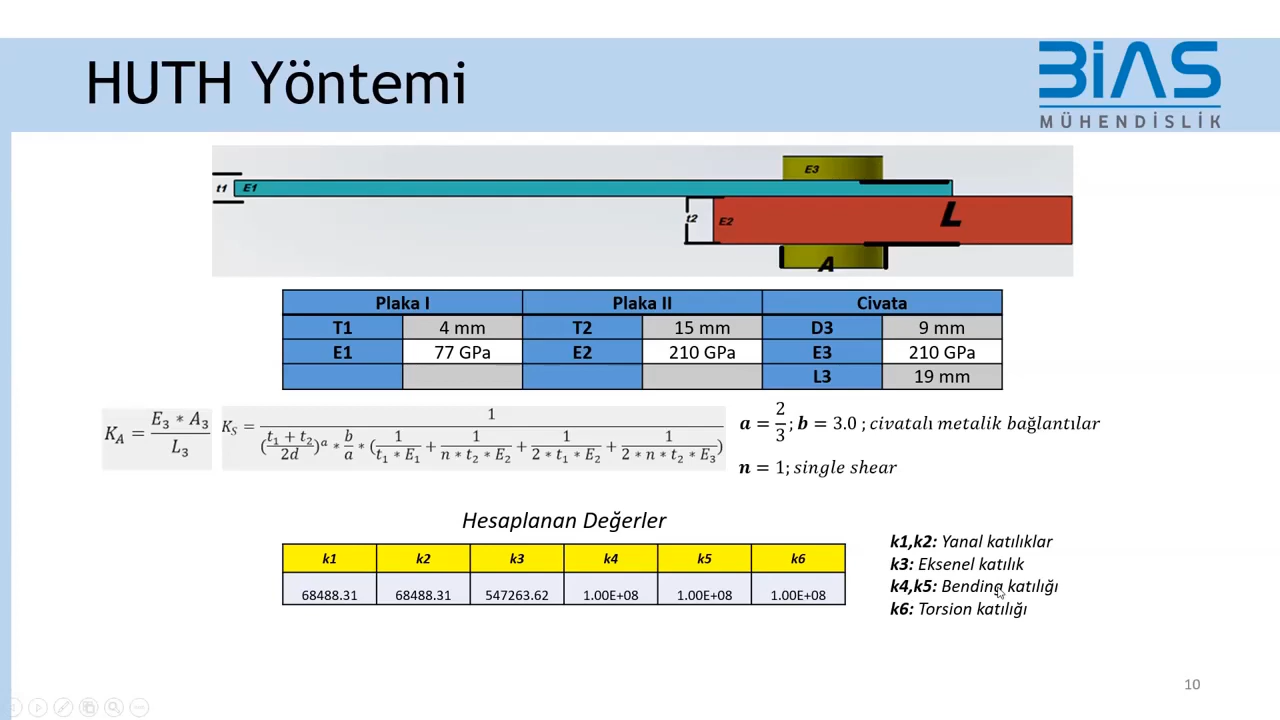 HUTH Yöntemi
BİAS
MÜHENDİSLİK
E3
t1 E1
t2 E2 L
A
Plaka I Plaka II Civata
T1 4 mm T2 15 mm D3 9 mm
E1 77 GPa E2 210 GPa E3 210 GPa
L3 19 mm
K_A = (E_3 * A_3) / L_3
K_S = 1 / ( ((t_1 + t_2) / 2d)^a * b/a * (1/(t_1 * E_1) + 1/(n * t_2 * E_2) + 1/(2 * t_1 * E_2) + 1/(2 * n * t_2 * E_3)) )
a = 2/3 ; b = 3.0 ; civatalı metalik bağlantılar
n = 1; single shear
Hesaplanan Değerler
k1 k2 k3 k4 k5 k6
68488.31 68488.31 547263.62 1.00E+08 1.00E+08 1.00E+08
k1,k2: Yanal katılıklar
k3: Eksenel katılık
k4,k5: Bending katılığı
k6: Torsion katılığı
10